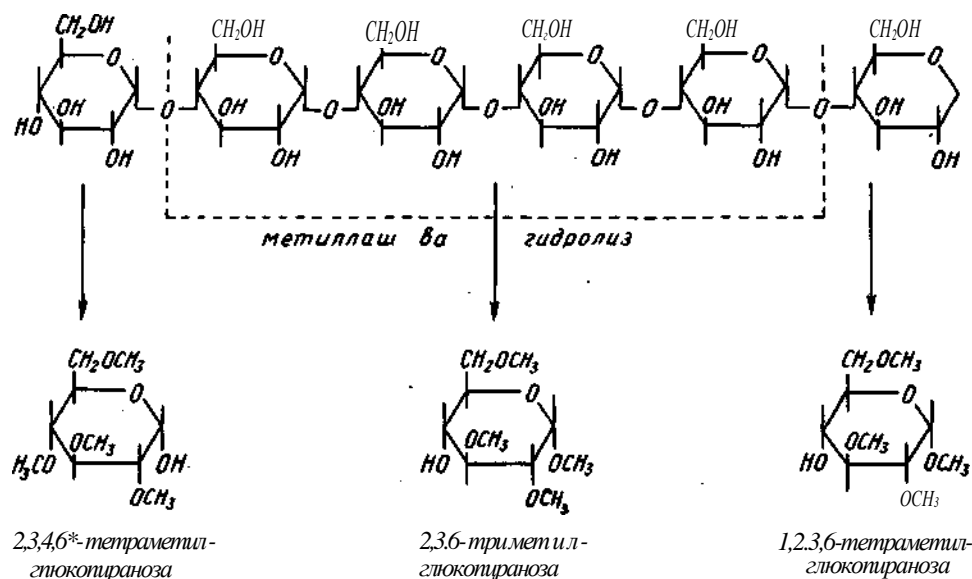 CH₂OH CH₂OH CH₂OH CH₂OH CH₂OH CH₂OH
O O O O O O
OH OH OH OH OH OH
HO O O O O O
OH OH OH OH OH OH
метиллаш ва гидролиз
CH₂OCH₃ CH₂OCH₃ CH₂OCH₃
O O O
OCH₃ OCH₃ OCH₃
H₃CO OH HO OCH₃ HO OCH₃
OCH₃ OCH₃ OCH₃
2,3,4,6*-тетраметил- 2,3.6-триметил- 1,2.3,6-тетраметил-
глюкопираноза глюкопираноза глюкопираноза